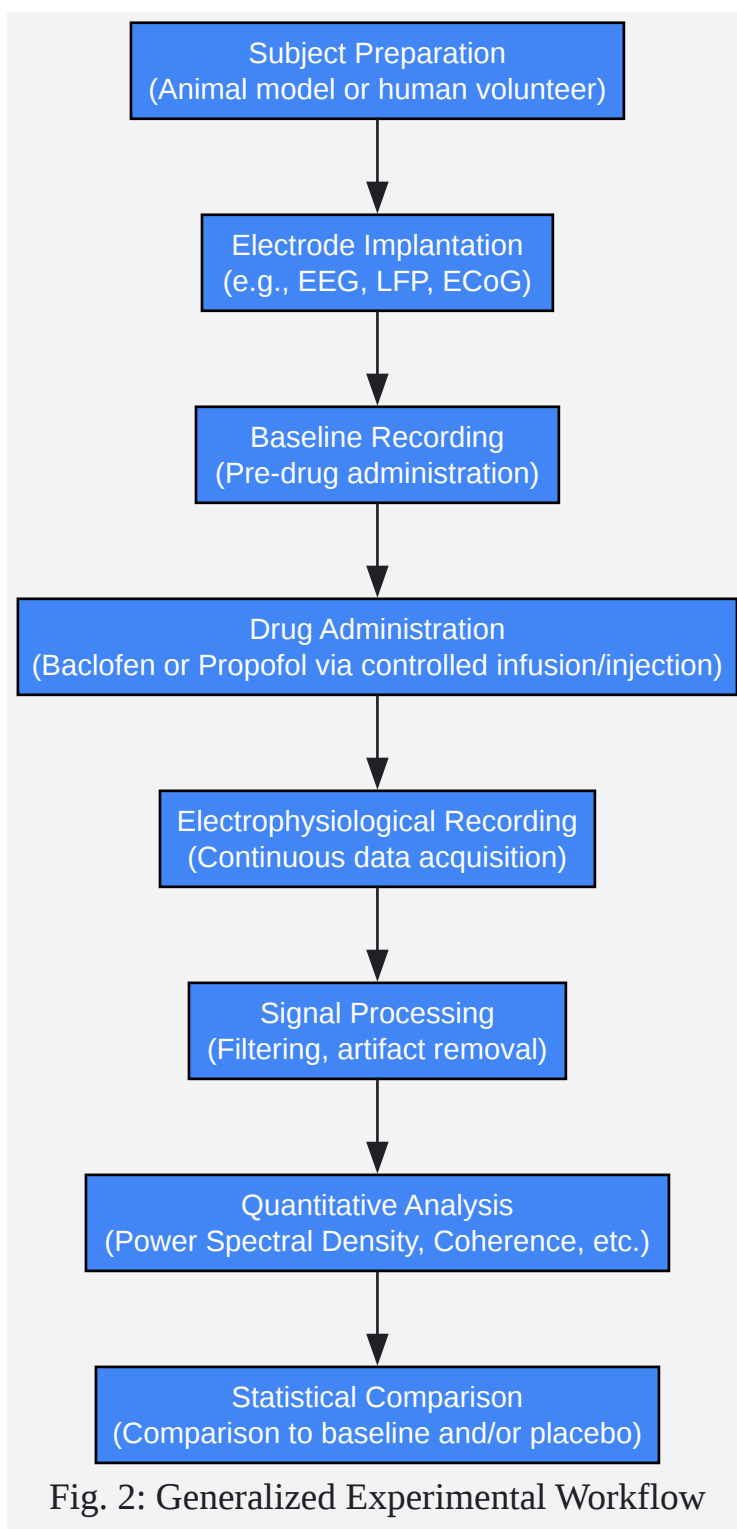 Subject Preparation
(Animal model or human volunteer)
Electrode Implantation
(e.g., EEG, LFP, ECoG)
Baseline Recording
(Pre-drug administration)
Drug Administration
(Baclofen or Propofol via controlled infusion/injection)
Electrophysiological Recording
(Continuous data acquisition)
Signal Processing
(Filtering, artifact removal)
Quantitative Analysis
(Power Spectral Density, Coherence, etc.)
Statistical Comparison
(Comparison to baseline and/or placebo)
Fig. 2: Generalized Experimental Workflow